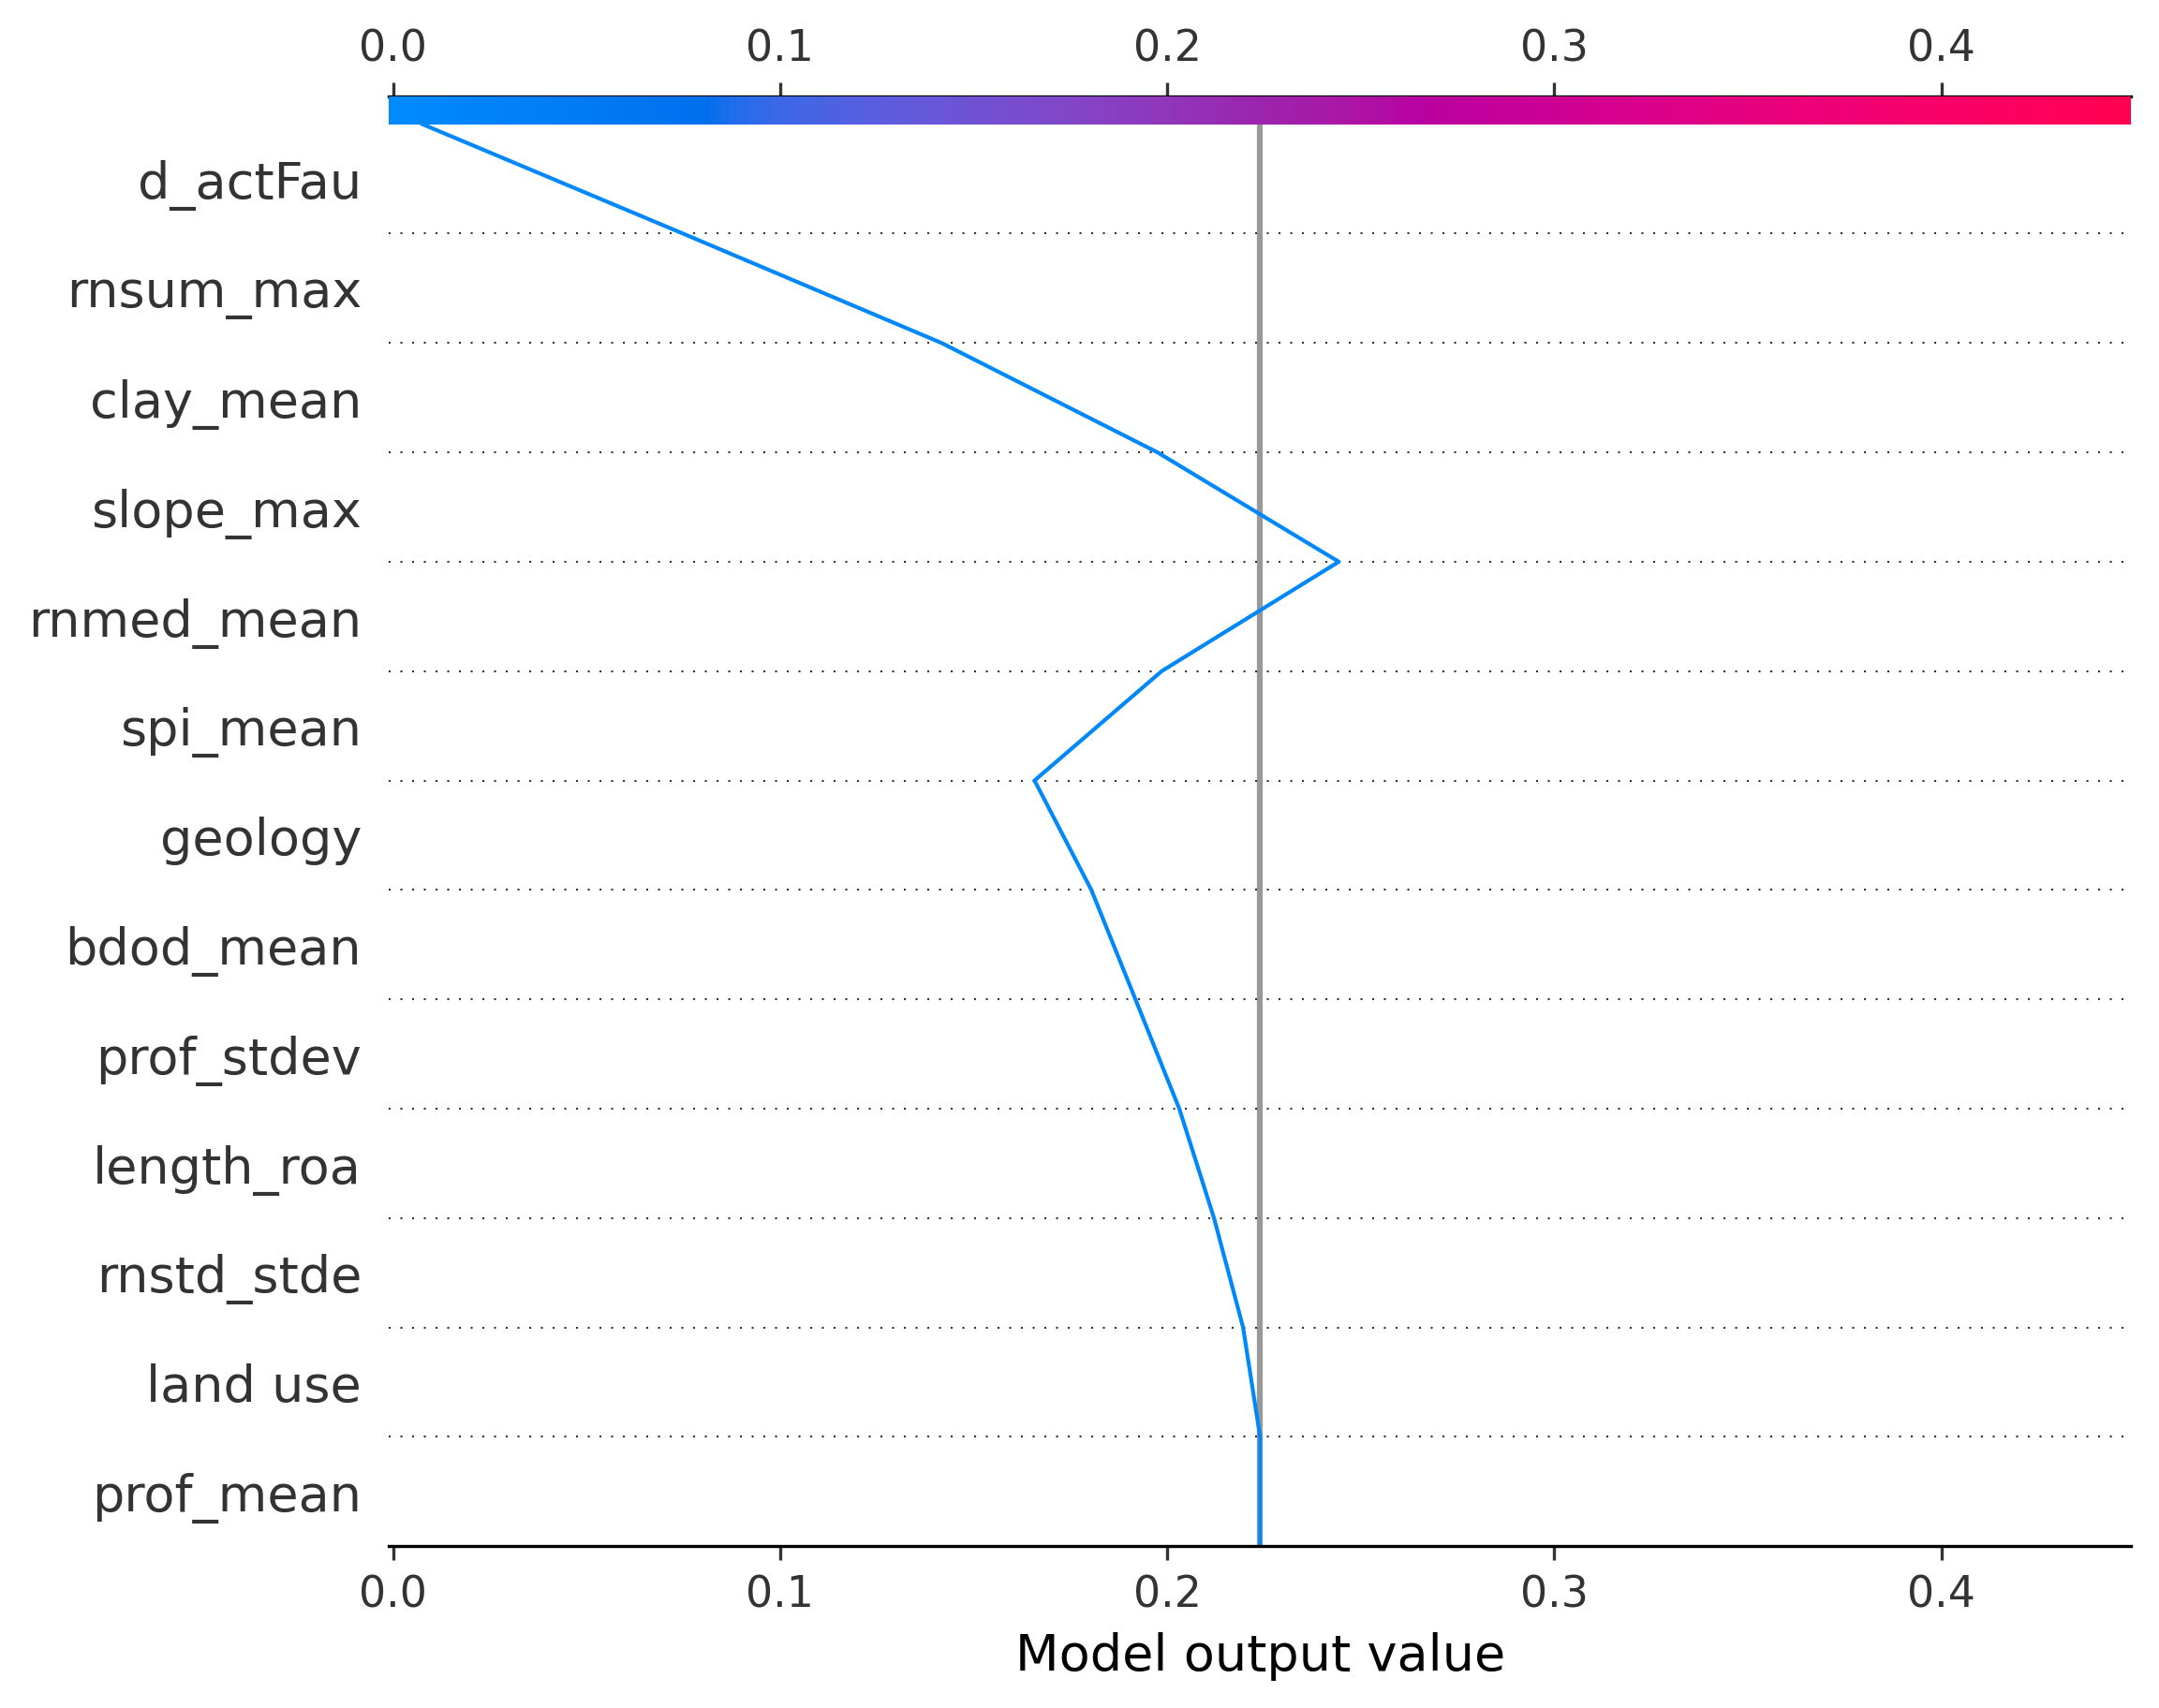 0.0 0.1 0.2 0.3 0.4
d_actFau
rnsum_max
clay_mean
slope_max
rnmed_mean
spi_mean
geology
bdod_mean
prof_stdev
length_roa
rnstd_stde
land use
prof_mean
0.0 0.1 0.2 0.3 0.4
Model output value